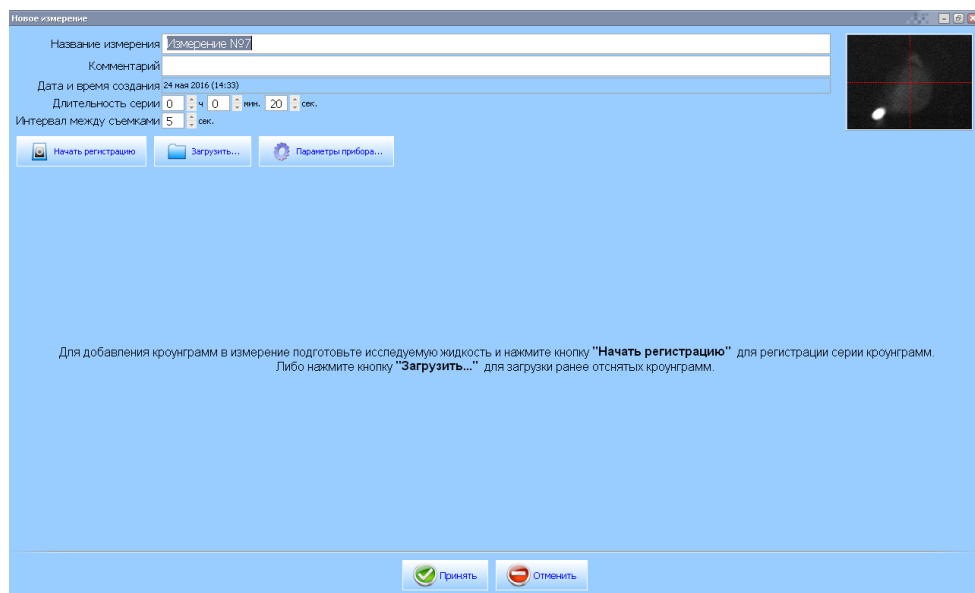 Новое измерение
Название измерения Измерение №7
Комментарий
Дата и время создания 24 мая 2016 (14:33)
Длительность серии 0 ч 0 мин. 20 сек.
Интервал между съемками 5 сек.
Начать регистрацию Загрузить... Параметры прибора...
Для добавления кроунграмм в измерение подготовьте исследуемую жидкость и нажмите кнопку "Начать регистрацию" для регистрации серии кроунграмм.
Либо нажмите кнопку "Загрузить..." для загрузки ранее отснятых кроунграмм.
Принять Отменить